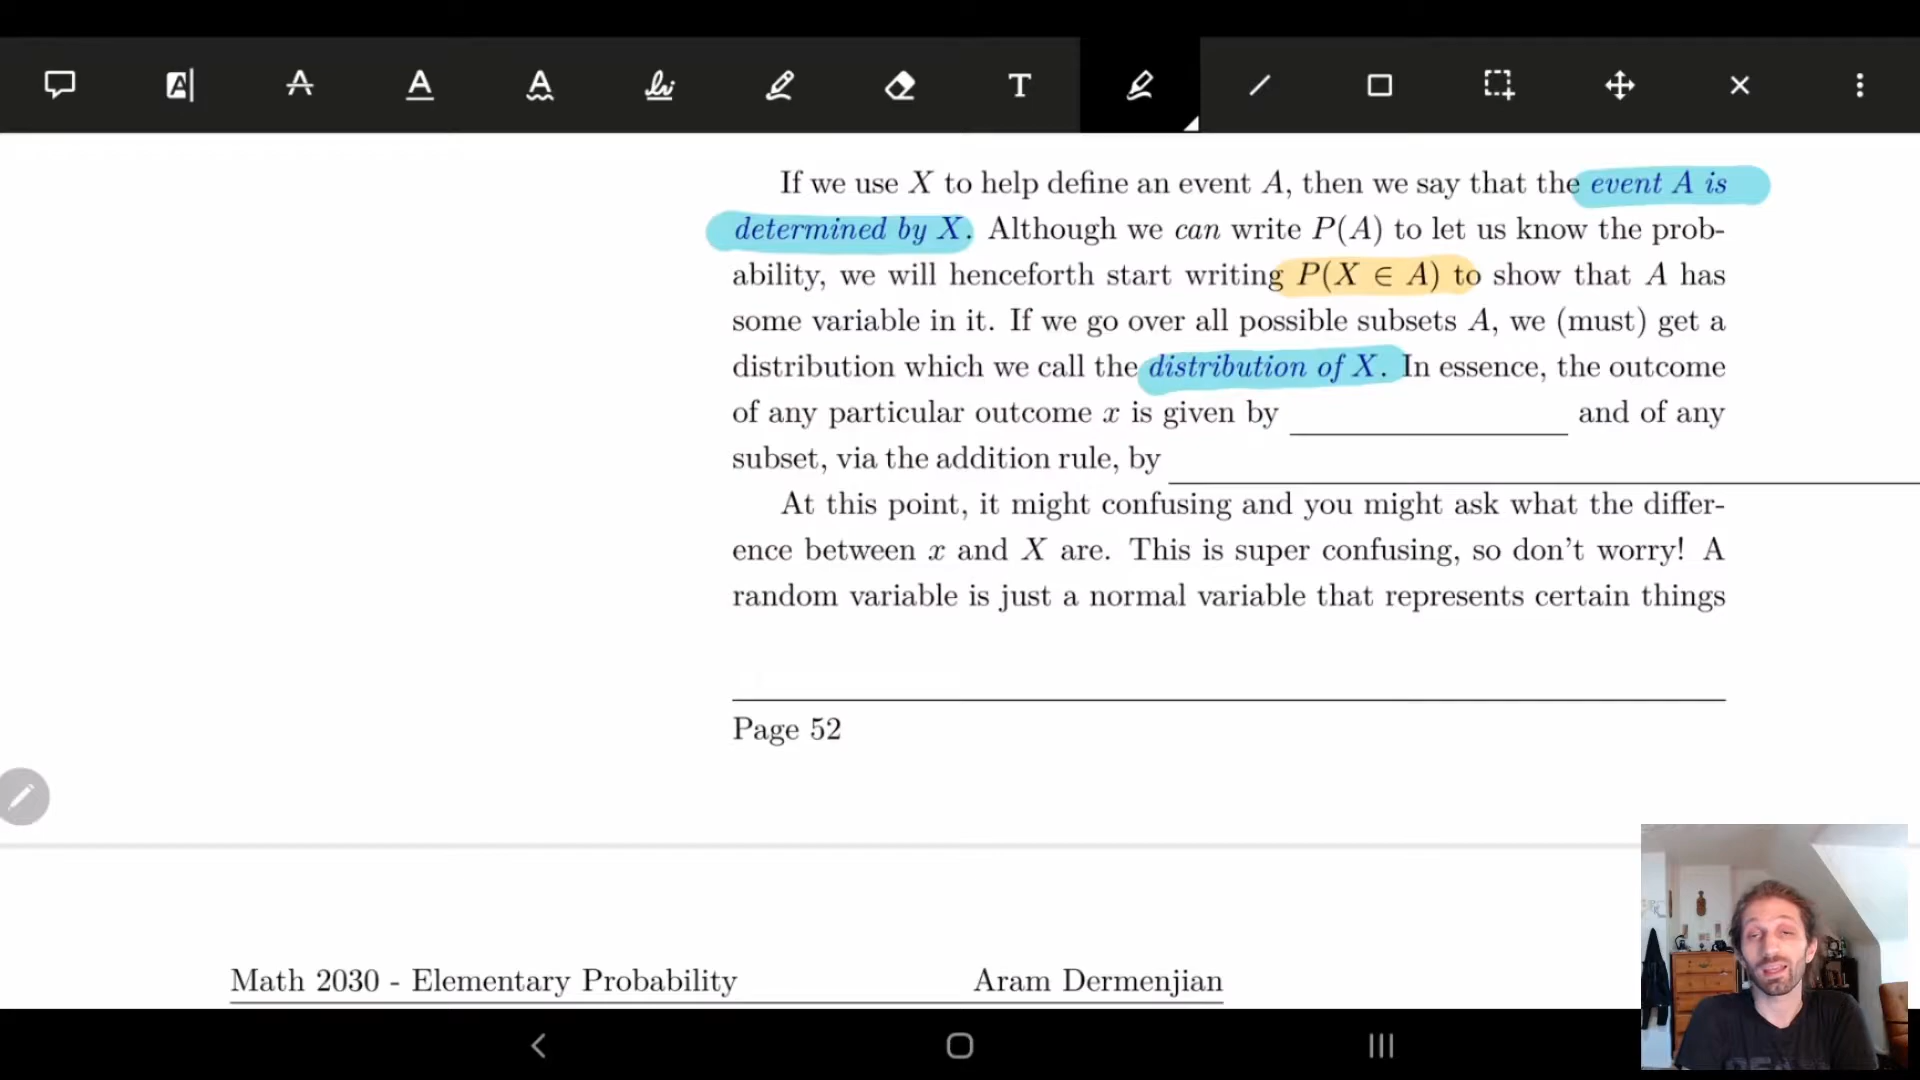 If we use X to help define an event A, then we say that the event A is
determined by X. Although we can write P(A) to let us know the prob-
ability, we will henceforth start writing P(X ∈ A) to show that A has
some variable in it. If we go over all possible subsets A, we (must) get a
distribution which we call the distribution of X. In essence, the outcome
of any particular outcome x is given by ____________ and of any
subset, via the addition rule, by ____________
At this point, it might confusing and you might ask what the differ-
ence between x and X are. This is super confusing, so don't worry! A
random variable is just a normal variable that represents certain things
Page 52
Math 2030 - Elementary Probability Aram Dermenjian